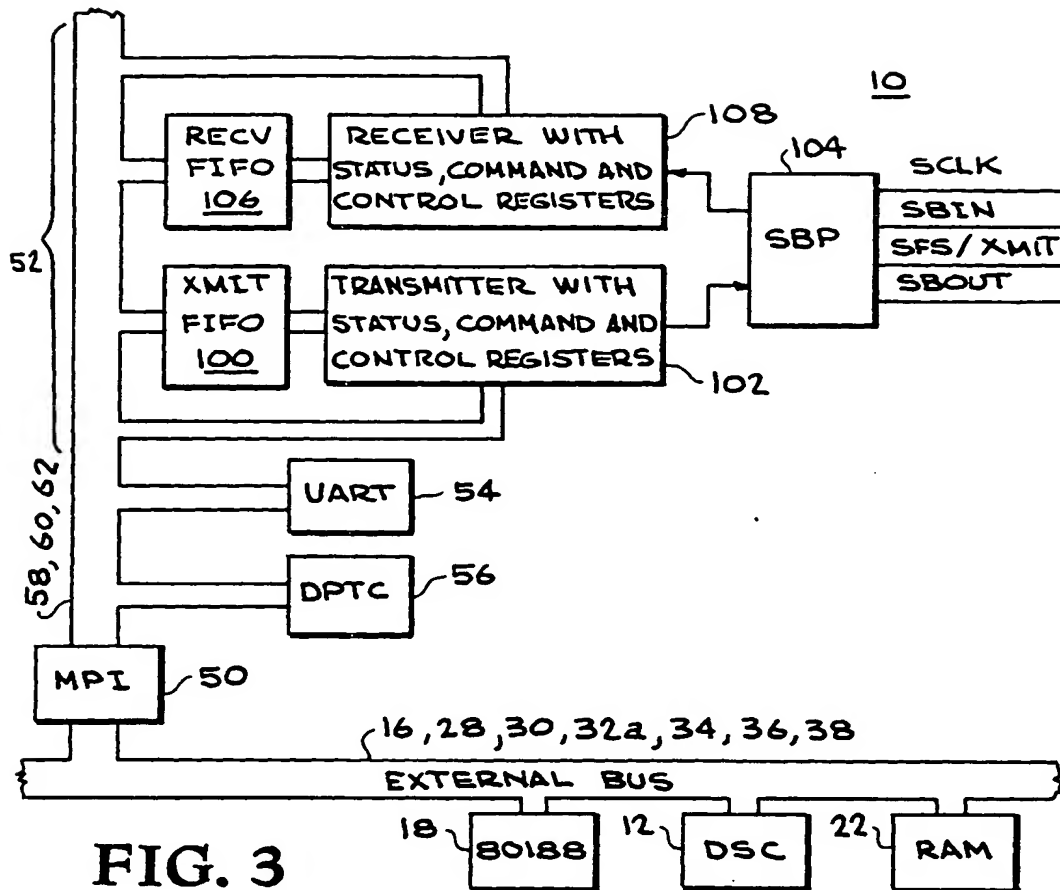 10
RECV
FIFO
106
RECEIVER WITH
STATUS, COMMAND AND
CONTROL REGISTERS
108
104
SBP
SCLK
SBIN
SFS/XMIT
SBOUT
52
XMIT
FIFO
100
TRANSMITTER WITH
STATUS, COMMAND AND
CONTROL REGISTERS
102
58, 60, 62
UART
54
DPTC
56
MPI
50
16, 28, 30, 32a, 34, 36, 38
EXTERNAL BUS
18
80188
12
DSC
22
RAM
FIG. 3